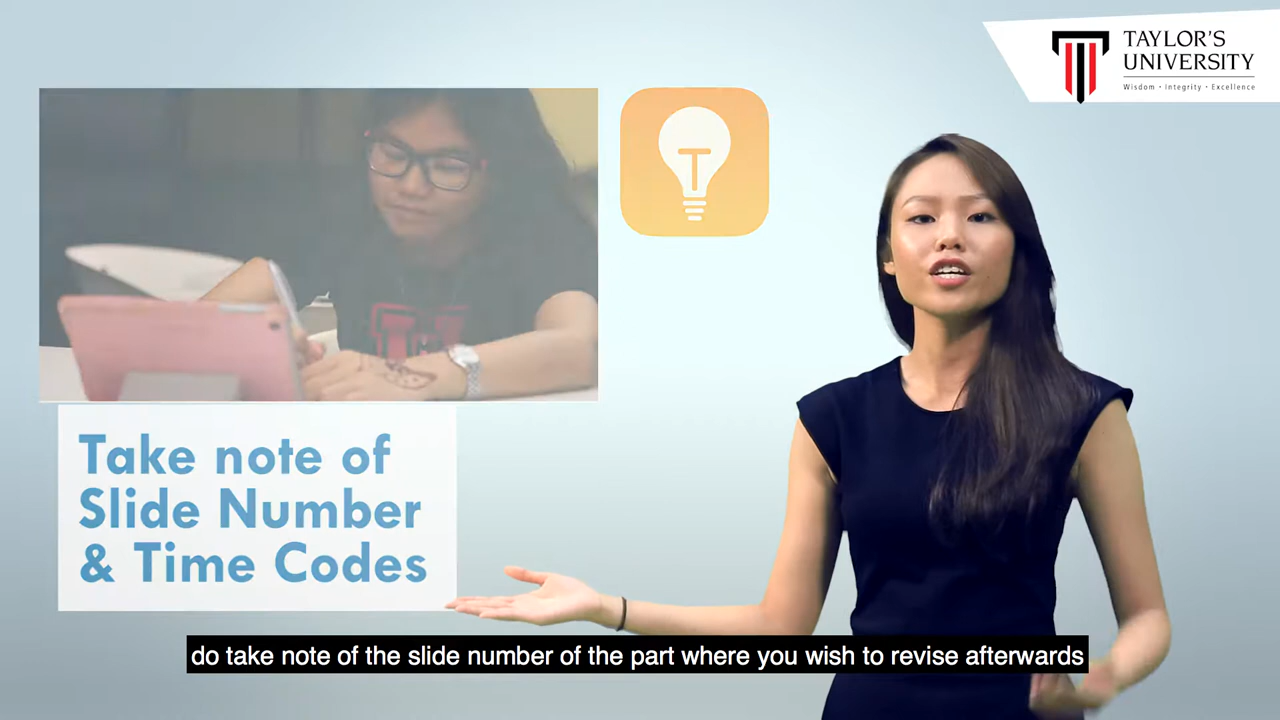 TAYLOR'S
UNIVERSITY
Wisdom • Integrity • Excellence
T
Take note of
Slide Number
& Time Codes
do take note of the slide number of the part where you wish to revise afterwards